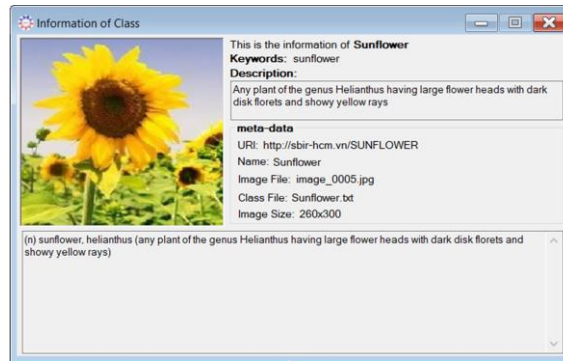 Information of Class
This is the information of Sunflower
Keywords: sunflower
Description:
Any plant of the genus Helianthus having large flower heads with dark
disk florets and showy yellow rays
meta-data
URI: http://sbir-hcm.vn/SUNFLOWER
Name: Sunflower
Image File: image_0005.jpg
Class File: Sunflower.txt
Image Size: 260x300
(n) sunflower, helianthus (any plant of the genus Helianthus having large flower heads with dark disk florets and
showy yellow rays)